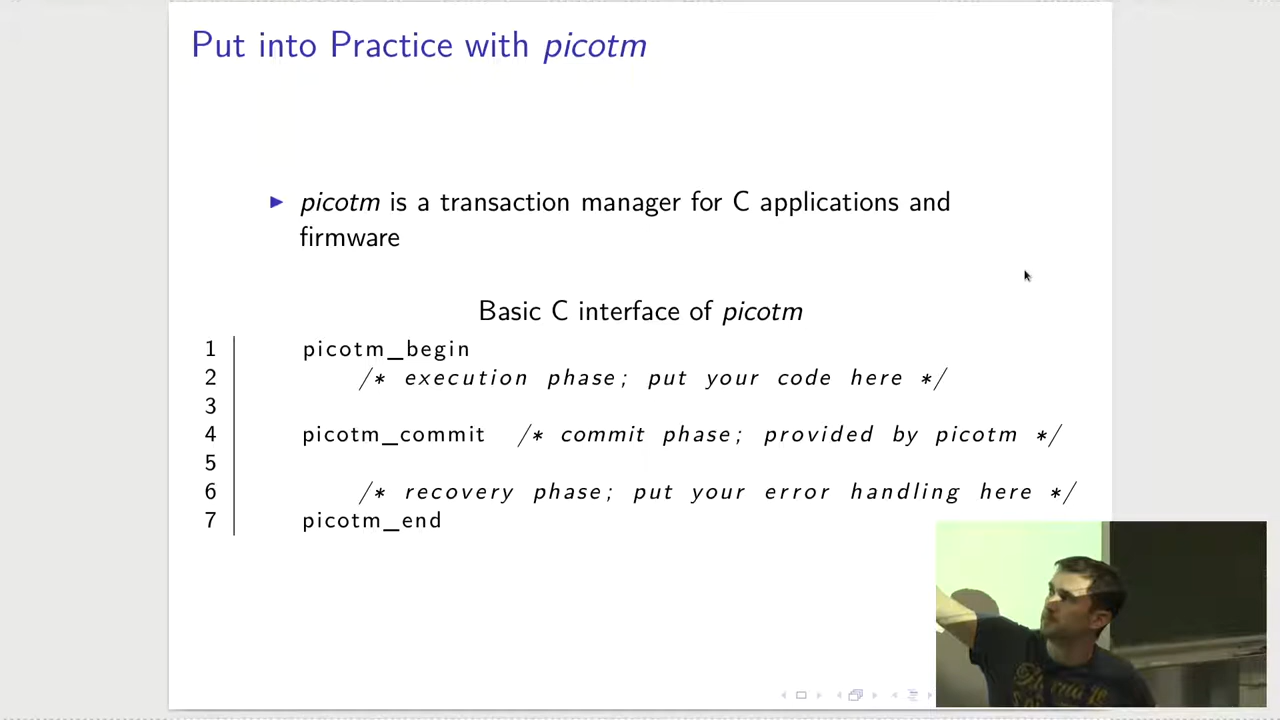 Put into Practice with picotm
▶ picotm is a transaction manager for C applications and
firmware
Basic C interface of picotm
1 picotm_begin
2 /* execution phase; put your code here */
3
4 picotm_commit /* commit phase; provided by picotm */
5
6 /* recovery phase; put your error handling here */
7 picotm_end